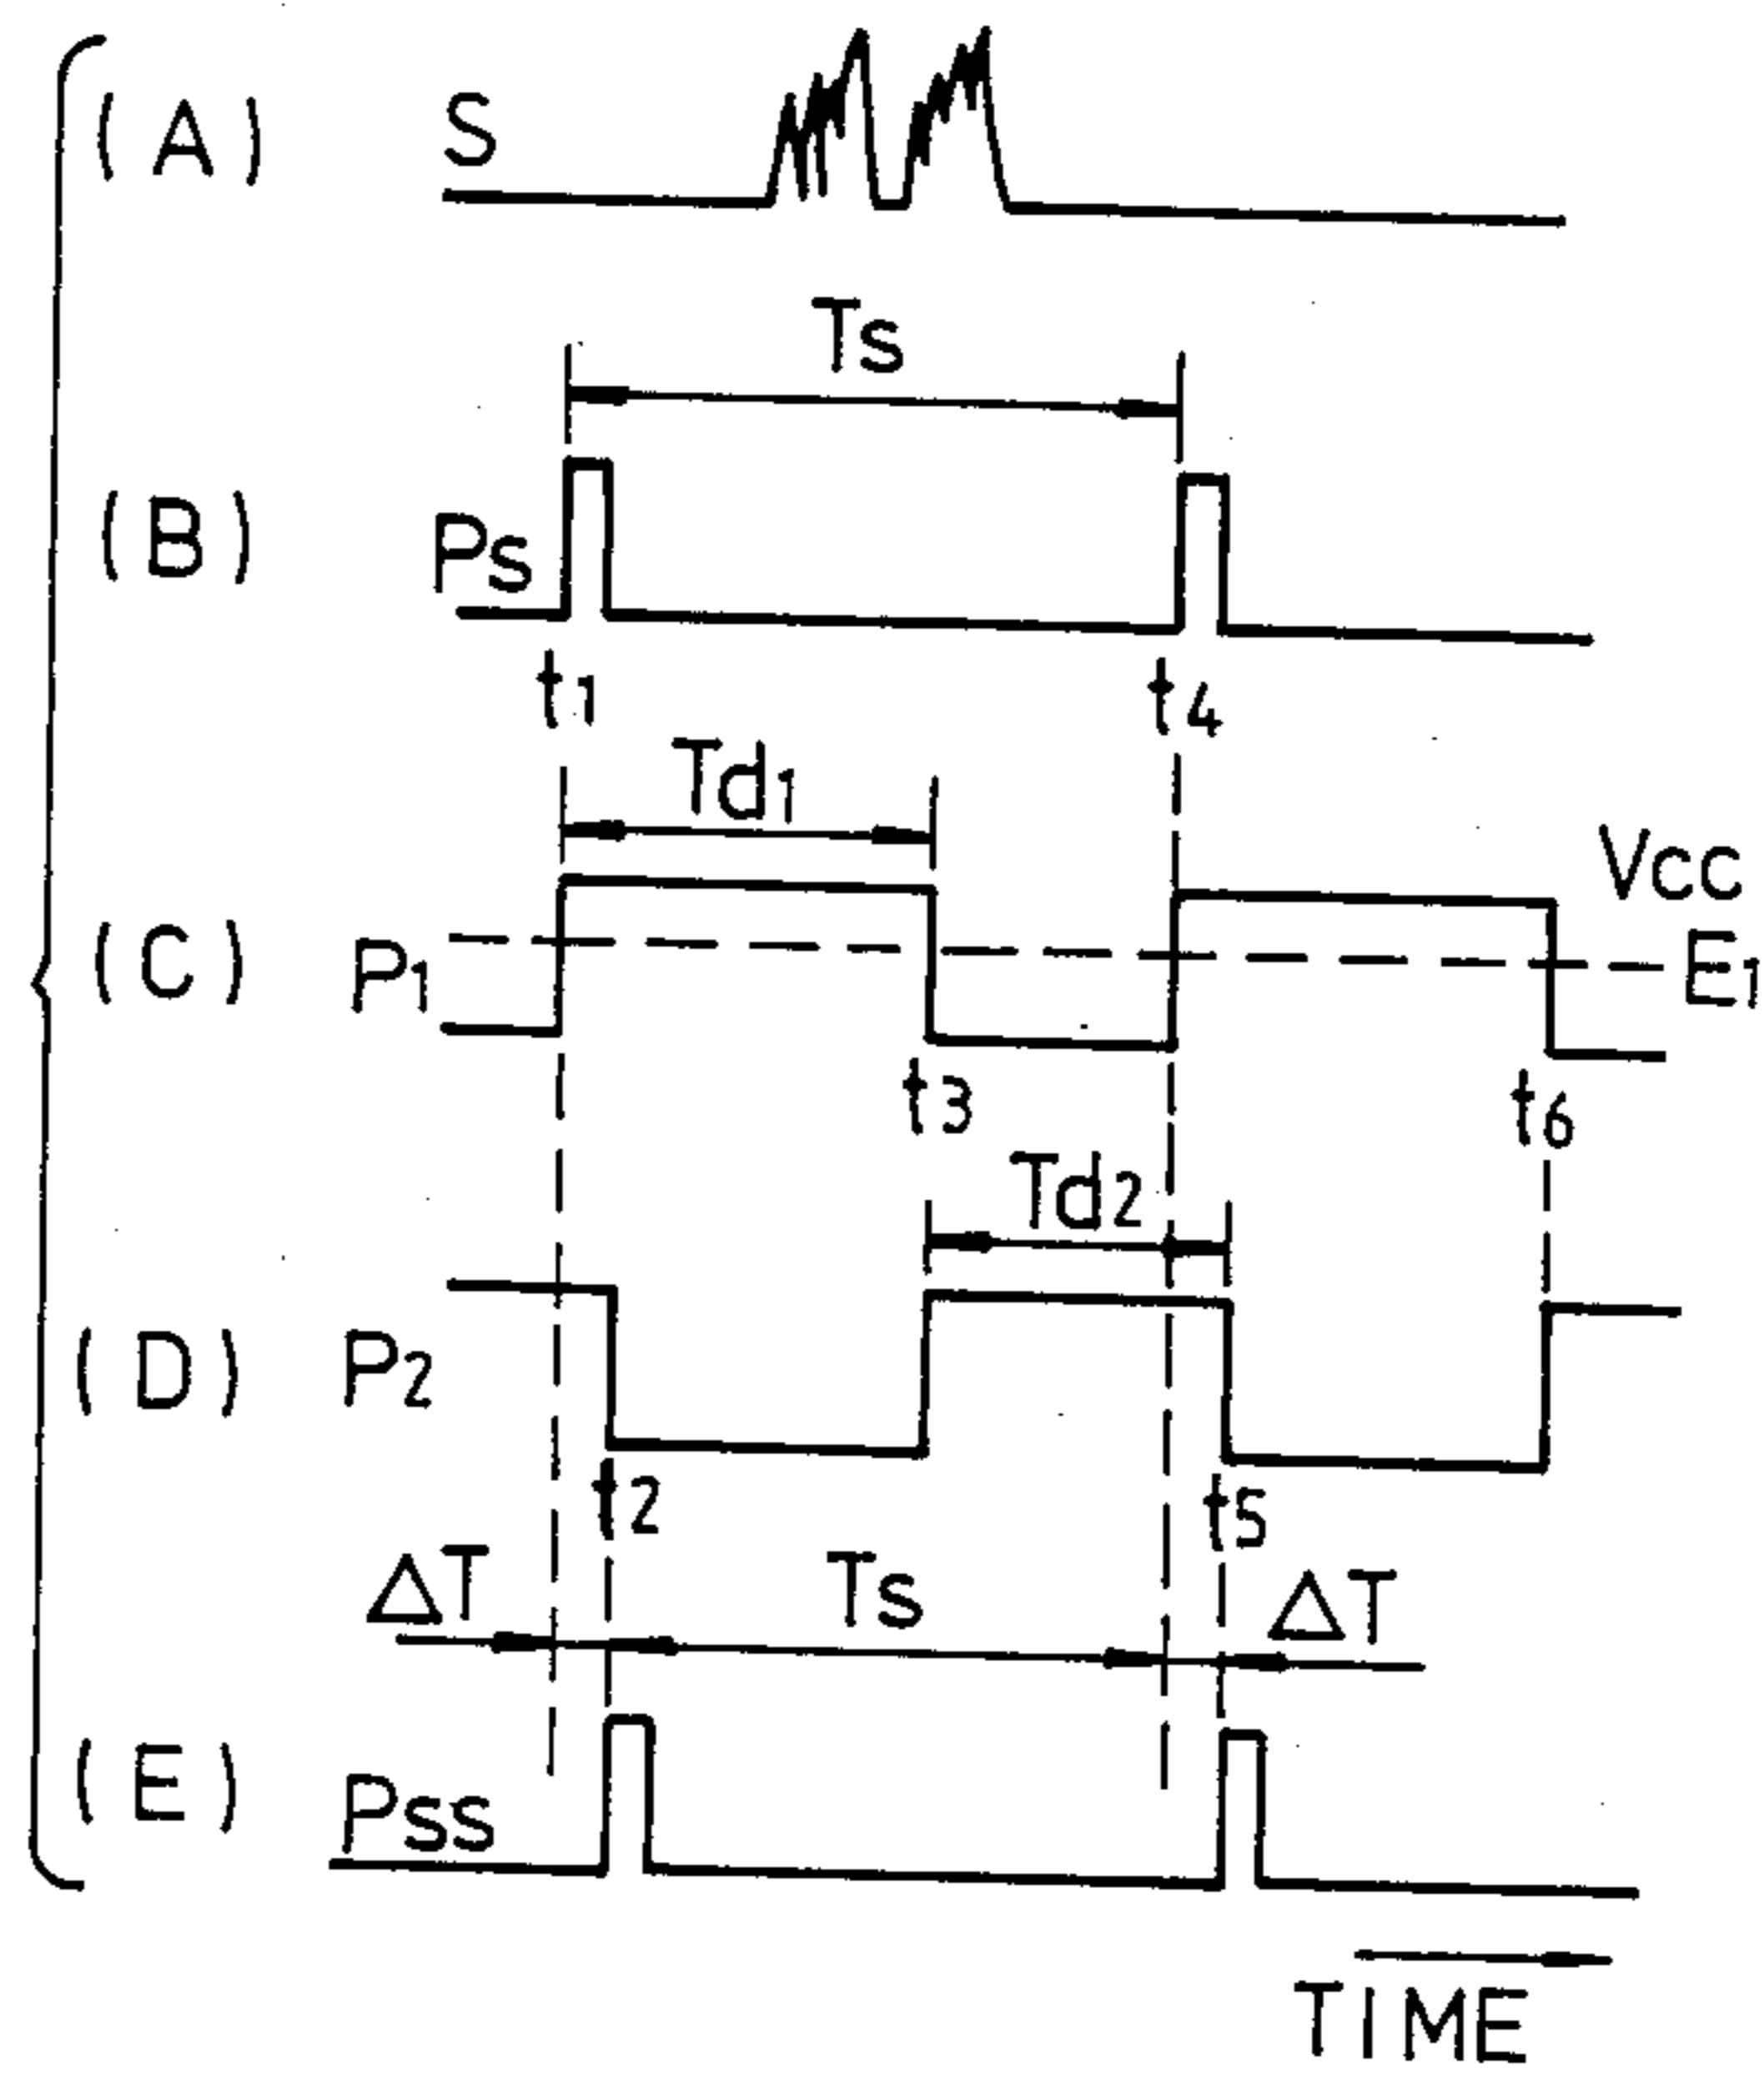 (A) S
Ts
(B) Ps
t1 t4
Td1
Vcc
(C) P1 E1
t3 t6
Td2
(D) P2
t2 t5
ΔT Ts ΔT
(E) Pss
TIME